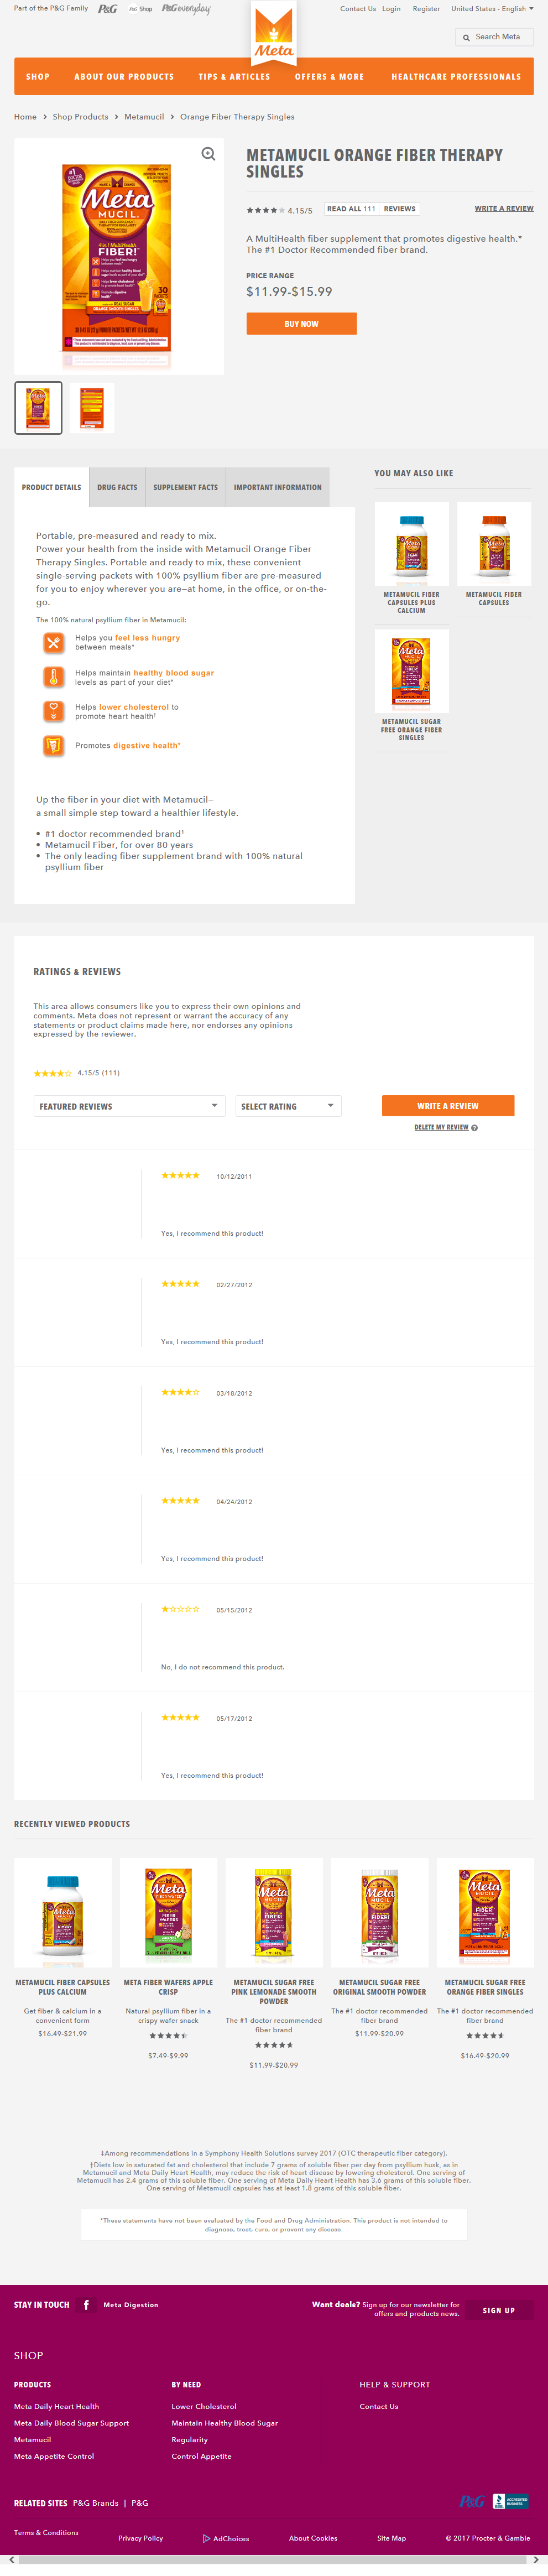 Part of the P&G Family P&G P&G Shop P&G everyday
Contact Us Login Register United States - English
Meta
Search Meta
SHOP ABOUT OUR PRODUCTS TIPS & ARTICLES OFFERS & MORE HEALTHCARE PROFESSIONALS
Home > Shop Products > Metamucil > Orange Fiber Therapy Singles
#1 DOCTOR
Meta
MUCIL
4 in 1 MultiHealth
FIBER!
30
REAL SUGAR
ORANGE SMOOTH SINGLES
METAMUCIL ORANGE FIBER THERAPY
SINGLES
4.15/5 READ ALL 111 REVIEWS WRITE A REVIEW
A MultiHealth fiber supplement that promotes digestive health.*
The #1 Doctor Recommended fiber brand.
PRICE RANGE
$11.99-$15.99
BUY NOW
PRODUCT DETAILS DRUG FACTS SUPPLEMENT FACTS IMPORTANT INFORMATION
Portable, pre-measured and ready to mix.
Power your health from the inside with Metamucil Orange Fiber
Therapy Singles. Portable and ready to mix, these convenient
single-serving packets with 100% psyllium fiber are pre-measured
for you to enjoy wherever you are—at home, in the office, or on-the-
go.
The 100% natural psyllium fiber in Metamucil:
Helps you feel less hungry
between meals*
Helps maintain healthy blood sugar
levels as part of your diet*
Helps lower cholesterol to
promote heart health†
Promotes digestive health*
Up the fiber in your diet with Metamucil—
a small simple step toward a healthier lifestyle.
• #1 doctor recommended brand‡
• Metamucil Fiber, for over 80 years
• The only leading fiber supplement brand with 100% natural
psyllium fiber
YOU MAY ALSO LIKE
METAMUCIL FIBER
CAPSULES PLUS
CALCIUM
METAMUCIL FIBER
CAPSULES
METAMUCIL SUGAR
FREE ORANGE FIBER
SINGLES
RATINGS & REVIEWS
This area allows consumers like you to express their own opinions and
comments. Meta does not represent or warrant the accuracy of any
statements or product claims made here, nor endorses any opinions
expressed by the reviewer.
4.15/5 (111)
FEATURED REVIEWS SELECT RATING WRITE A REVIEW
DELETE MY REVIEW ?
10/12/2011
Yes, I recommend this product!
02/27/2012
Yes, I recommend this product!
03/18/2012
Yes, I recommend this product!
04/24/2012
Yes, I recommend this product!
05/15/2012
No, I do not recommend this product.
05/17/2012
Yes, I recommend this product!
RECENTLY VIEWED PRODUCTS
METAMUCIL FIBER CAPSULES
PLUS CALCIUM
Get fiber & calcium in a
convenient form
$16.49-$21.99
META FIBER WAFERS APPLE
CRISP
Natural psyllium fiber in a
crispy wafer snack
$7.49-$9.99
METAMUCIL SUGAR FREE
PINK LEMONADE SMOOTH
POWDER
The #1 doctor recommended
fiber brand
$11.99-$20.99
METAMUCIL SUGAR FREE
ORIGINAL SMOOTH POWDER
The #1 doctor recommended
fiber brand
$11.99-$20.99
METAMUCIL SUGAR FREE
ORANGE FIBER SINGLES
The #1 doctor recommended
fiber brand
$16.49-$20.99
‡Among recommendations in a Symphony Health Solutions survey 2017 (OTC therapeutic fiber category).
†Diets low in saturated fat and cholesterol that include 7 grams of soluble fiber per day from psyllium husk, as in
Metamucil and Meta Daily Heart Health, may reduce the risk of heart disease by lowering cholesterol. One serving of
Metamucil has 2.4 grams of this soluble fiber. One serving of Meta Daily Heart Health has 3.6 grams of this soluble fiber.
One serving of Metamucil capsules has at least 1.8 grams of this soluble fiber.
*These statements have not been evaluated by the Food and Drug Administration. This product is not intended to
diagnose, treat, cure, or prevent any disease.
STAY IN TOUCH f Meta Digestion
Want deals? Sign up for our newsletter for
offers and products news.
SIGN UP
SHOP
PRODUCTS
Meta Daily Heart Health
Meta Daily Blood Sugar Support
Metamucil
Meta Appetite Control
BY NEED
Lower Cholesterol
Maintain Healthy Blood Sugar
Regularity
Control Appetite
HELP & SUPPORT
Contact Us
RELATED SITES P&G Brands | P&G
P&G BBB ACCREDITED BUSINESS
Terms & Conditions Privacy Policy AdChoices About Cookies Site Map © 2017 Procter & Gamble